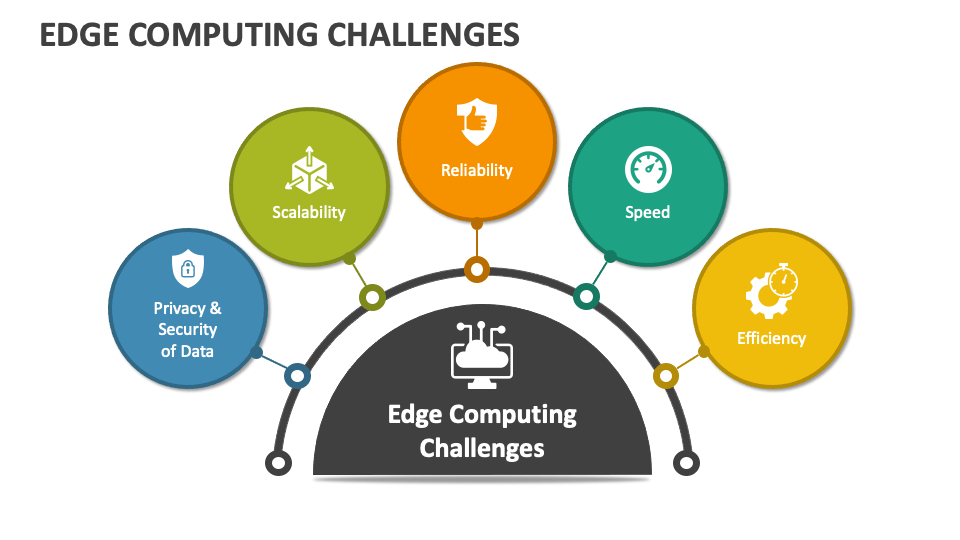 EDGE COMPUTING CHALLENGES
Reliability
Scalability
Speed
Privacy &
Security
of Data
Efficiency
Edge Computing
Challenges